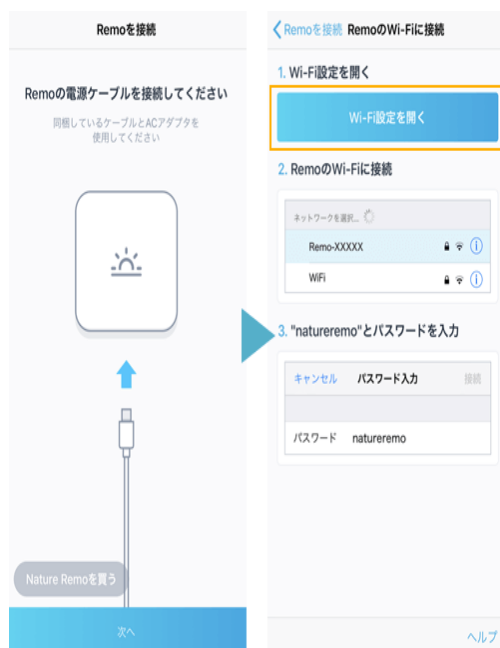 Remoを接続
Remoの電源ケーブルを接続してください
同梱しているケーブルとACアダプタを
使用してください
Nature Remoを買う
次へ
Remoを接続 RemoのWi-Fiに接続
1. Wi-Fi設定を開く
Wi-Fi設定を開く
2. RemoのWi-Fiに接続
ネットワークを選択...
Remo-XXXXX
WiFi
3. "natureremo"とパスワードを入力
キャンセル パスワード入力 接続
パスワード natureremo
ヘルプ